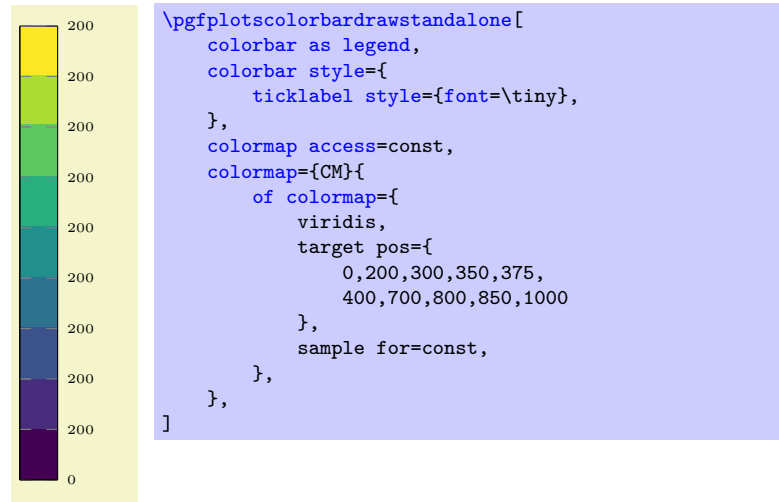 200
200
200
200
200
200
200
200
200
0
\pgfplotscolorbardrawstandalone[
    colorbar as legend,
    colorbar style={
        ticklabel style={font=\tiny},
    },
    colormap access=const,
    colormap={CM}{
        of colormap={
            viridis,
            target pos={
                0,200,300,350,375,
                400,700,800,850,1000
            },
            sample for=const,
        },
    },
]